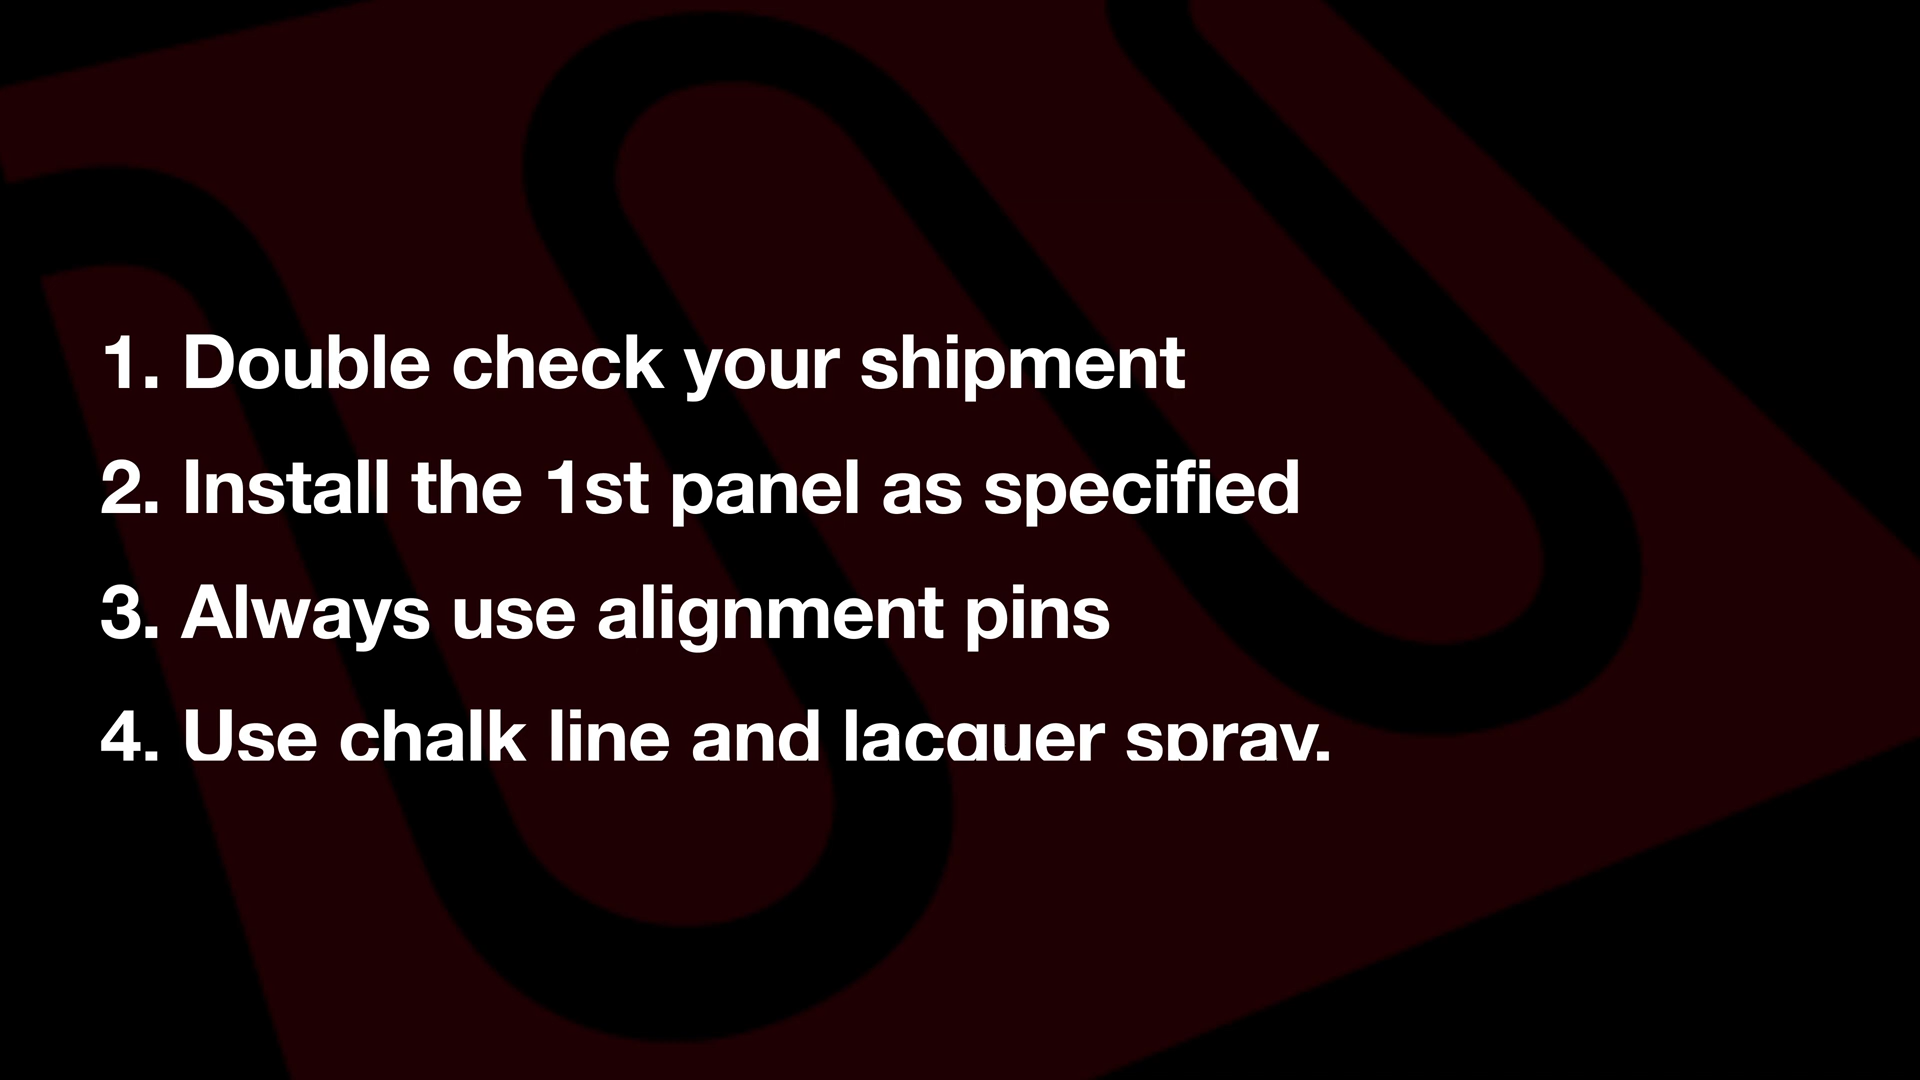 1. Double check your shipment
2. Install the 1st panel as specified
3. Always use alignment pins
4. Use chalk line and lacquer spray.